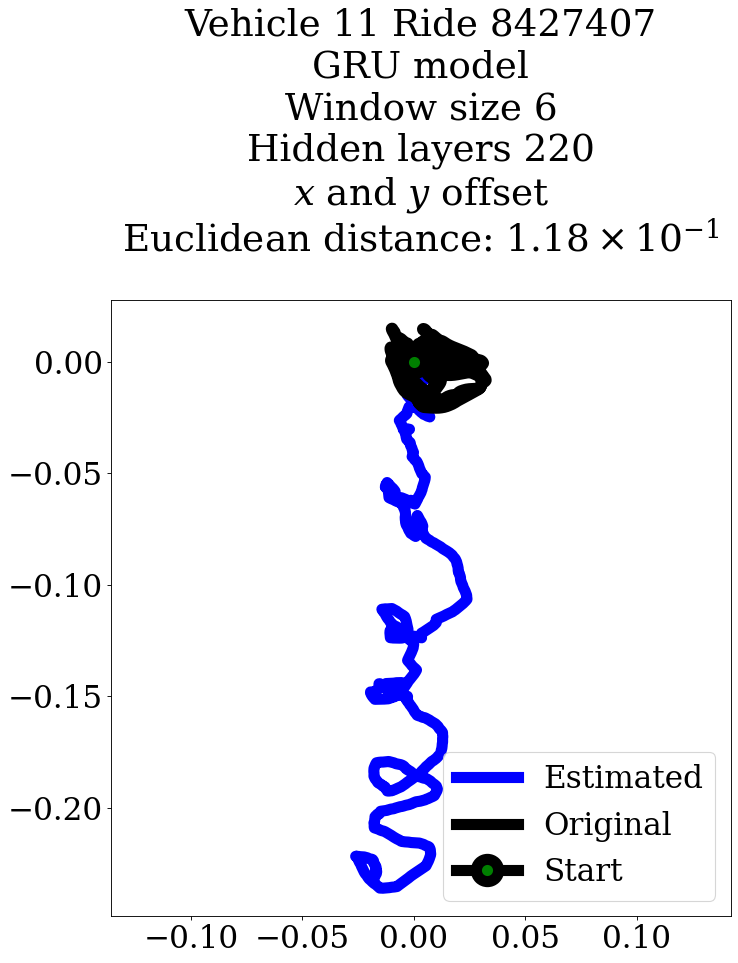 Vehicle 11 Ride 8427407
GRU model
Window size 6
Hidden layers 220
x and y offset
Euclidean distance: 1.18 × 10⁻¹
0.00
−0.05
−0.10
−0.15
−0.20
Estimated
Original
Start
−0.10 −0.05 0.00 0.05 0.10